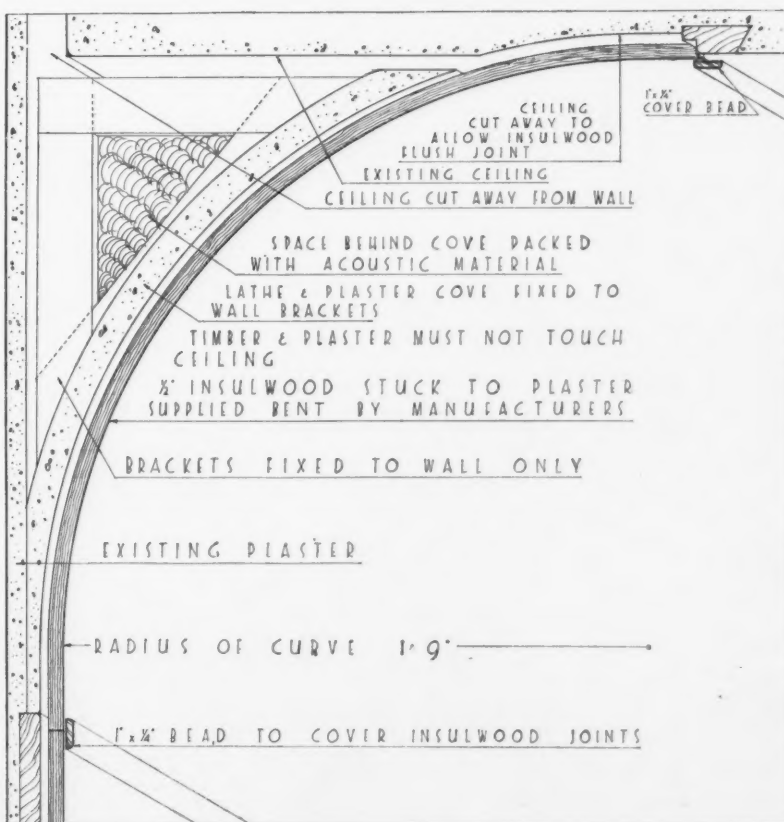 CEILING
CUT AWAY TO
ALLOW INSULWOOD
FLUSH JOINT
1" x ¼"
COVER BEAD
EXISTING CEILING
CEILING CUT AWAY FROM WALL
SPACE BEHIND COVE PACKED
WITH ACOUSTIC MATERIAL
LATHE & PLASTER COVE FIXED TO
WALL BRACKETS
TIMBER & PLASTER MUST NOT TOUCH
CEILING
½" INSULWOOD STUCK TO PLASTER
SUPPLIED BENT BY MANUFACTURERS
BRACKETS FIXED TO WALL ONLY
EXISTING PLASTER
RADIUS OF CURVE 1' 9"
1" x ¼" BEAD TO COVER INSULWOOD JOINTS